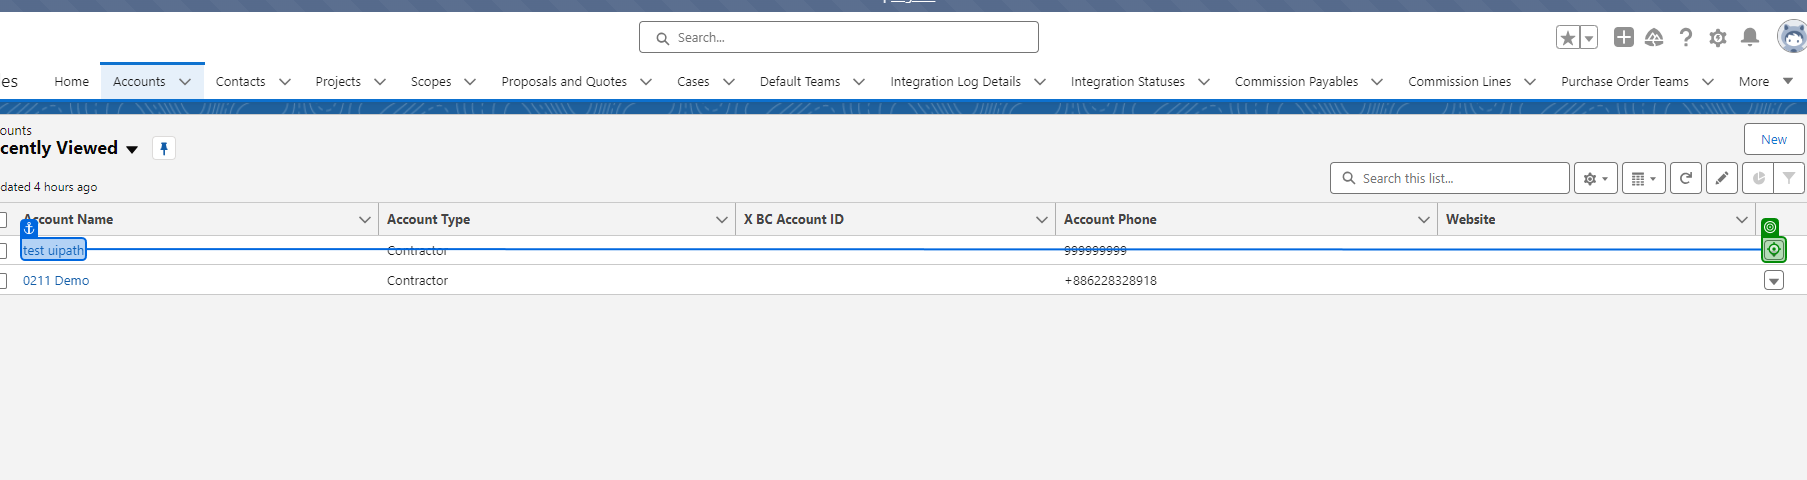 Search...
es Home Accounts Contacts Projects Scopes Proposals and Quotes Cases Default Teams Integration Log Details Integration Statuses Commission Payables Commission Lines Purchase Order Teams More
ounts
cently Viewed
New
dated 4 hours ago
Search this list...
Account Name Account Type X BC Account ID Account Phone Website
test uipath Contractor 999999999
0211 Demo Contractor +886228328918